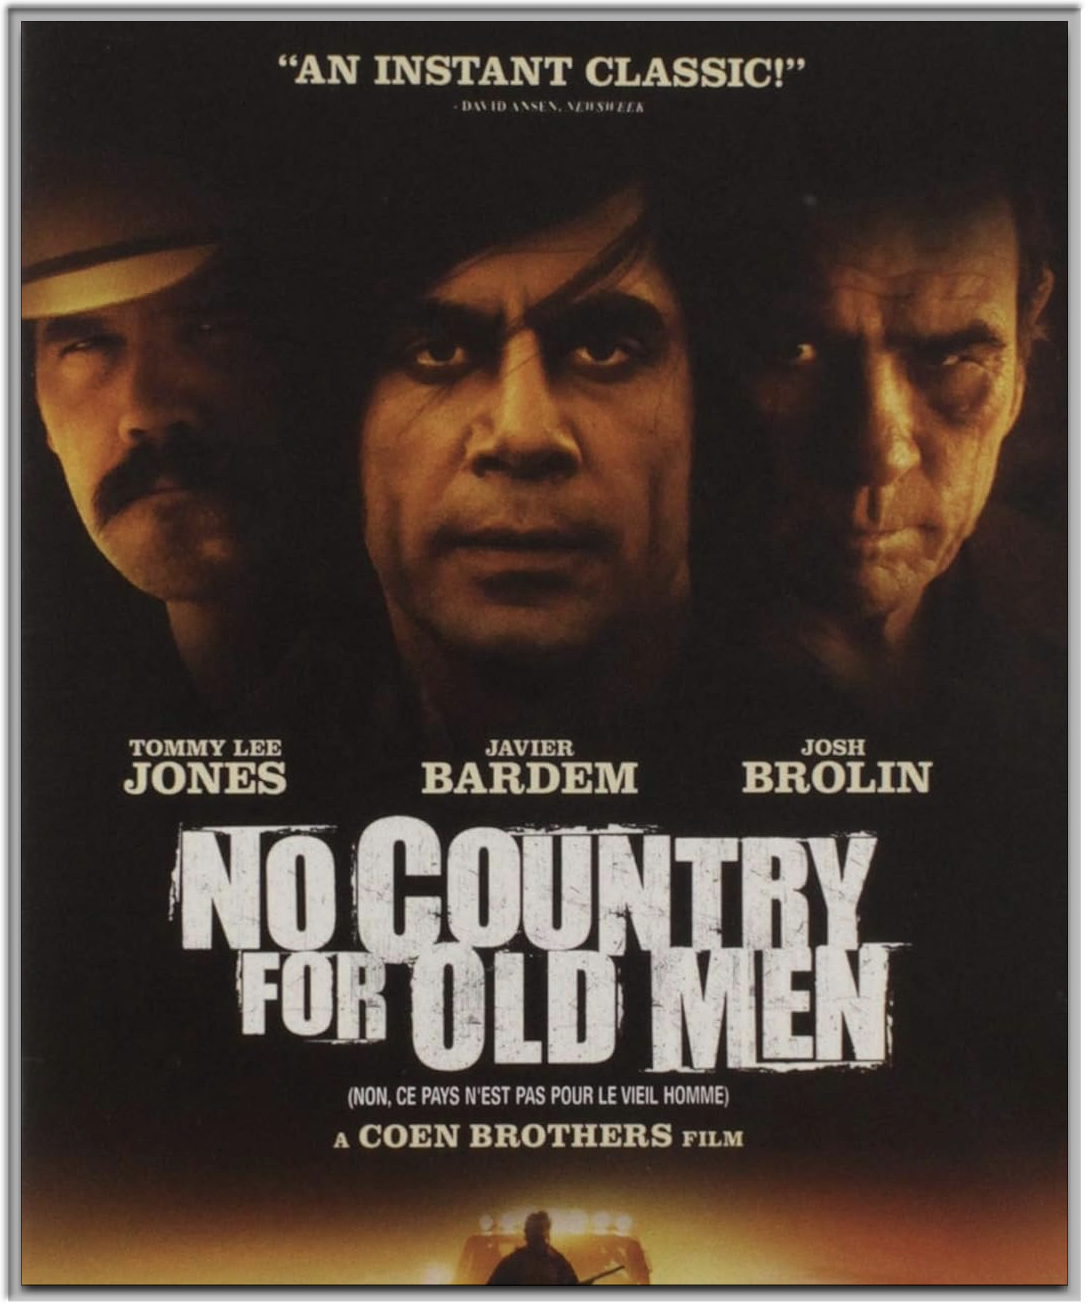 “AN INSTANT CLASSIC!”
- DAVID ANSEN, NEWSWEEK
TOMMY LEE JONES
JAVIER BARDEM
JOSH BROLIN
NO COUNTRY
FOR OLD MEN
(NON, CE PAYS N'EST PAS POUR LE VIEIL HOMME)
A COEN BROTHERS FILM